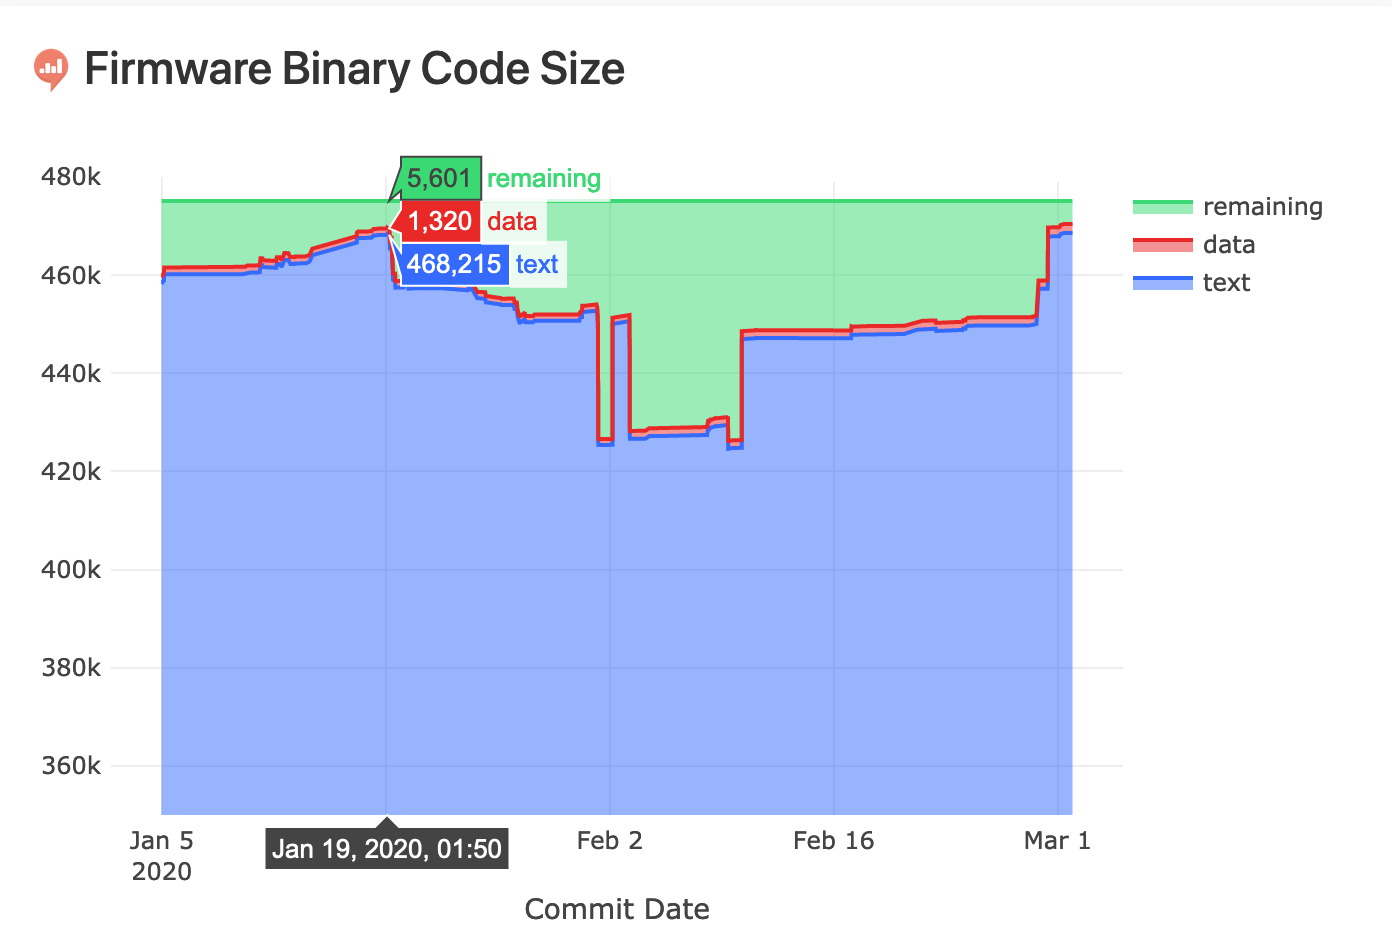 Firmware Binary Code Size
480k
460k
440k
420k
400k
380k
360k
5,601 remaining
1,320 data
468,215 text
remaining
data
text
Jan 5
2020
Jan 19, 2020, 01:50
Feb 2
Feb 16
Mar 1
Commit Date